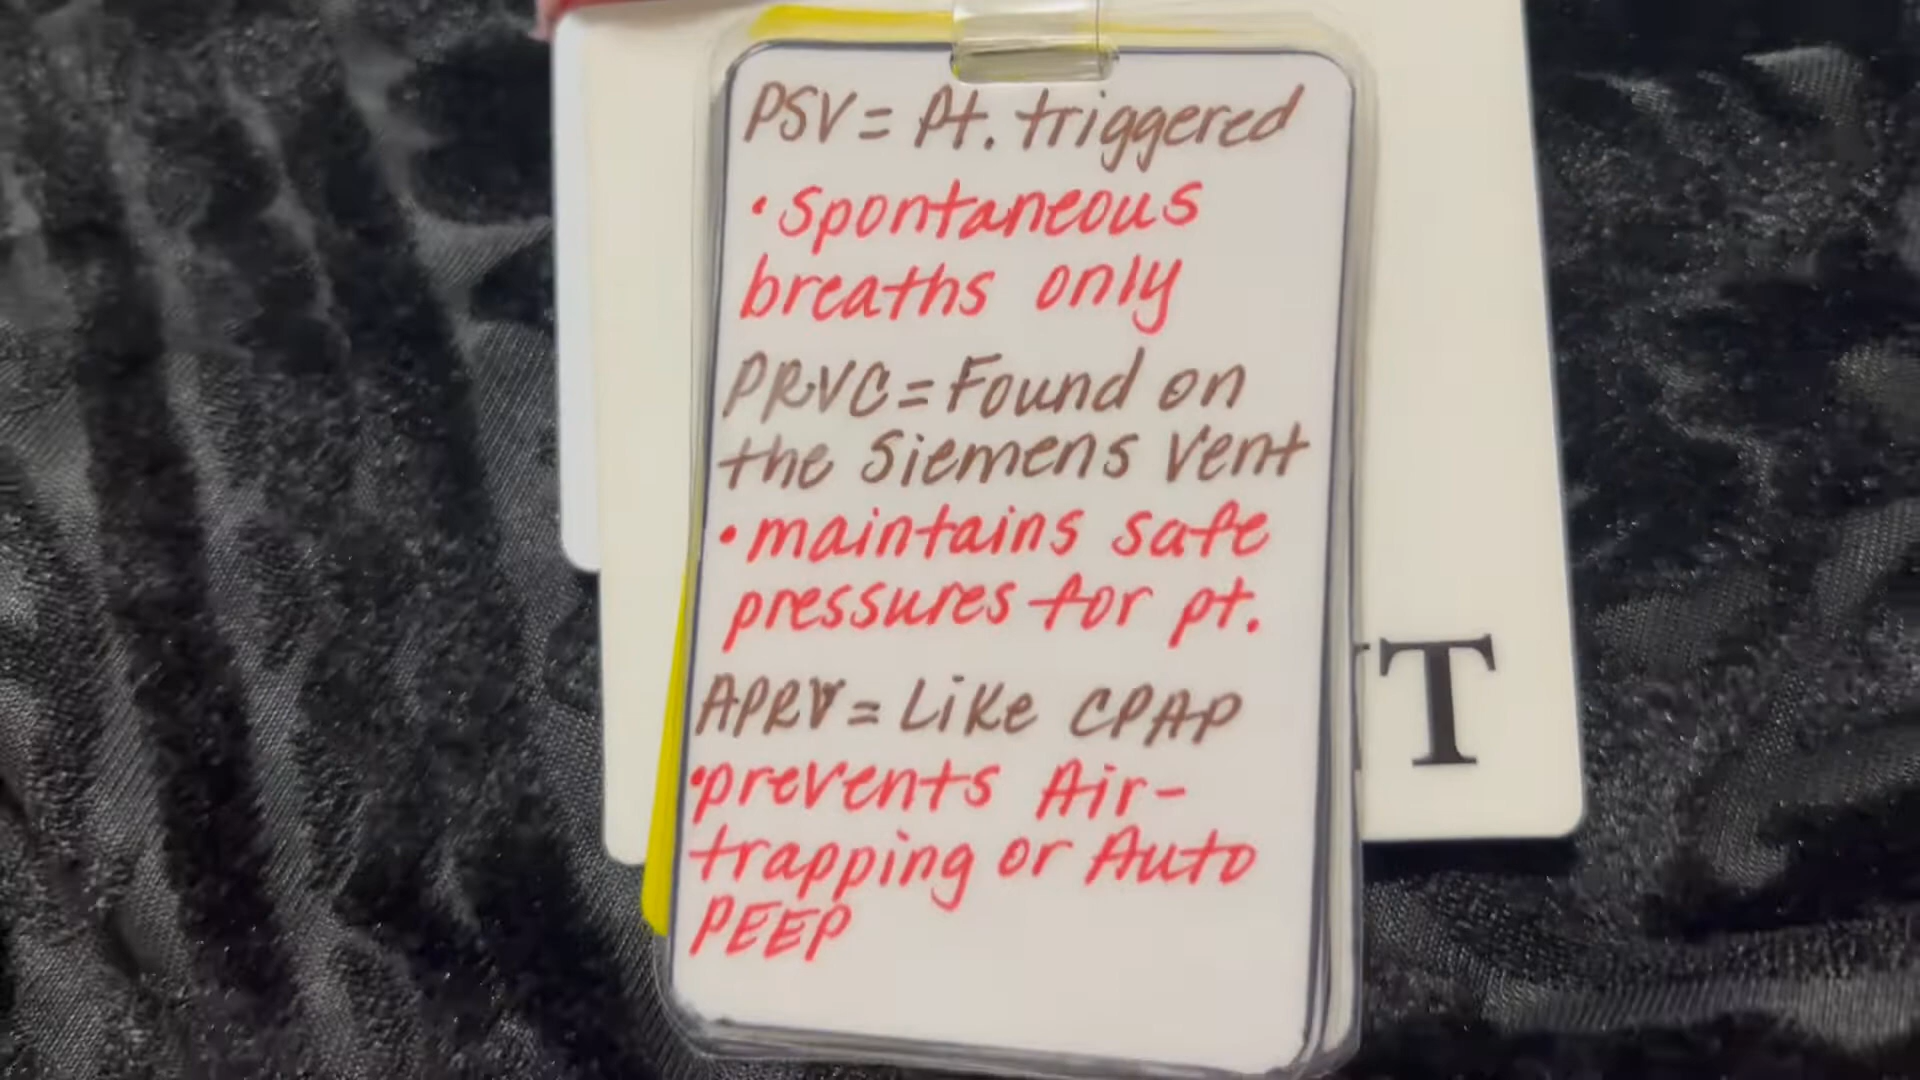 PSV = Pt. triggered
• Spontaneous
breaths only
PRVC = Found on
the Siemens Vent
• maintains safe
pressures for pt.
APRV = Like CPAP
• prevents Air-
trapping or Auto
PEEP
T